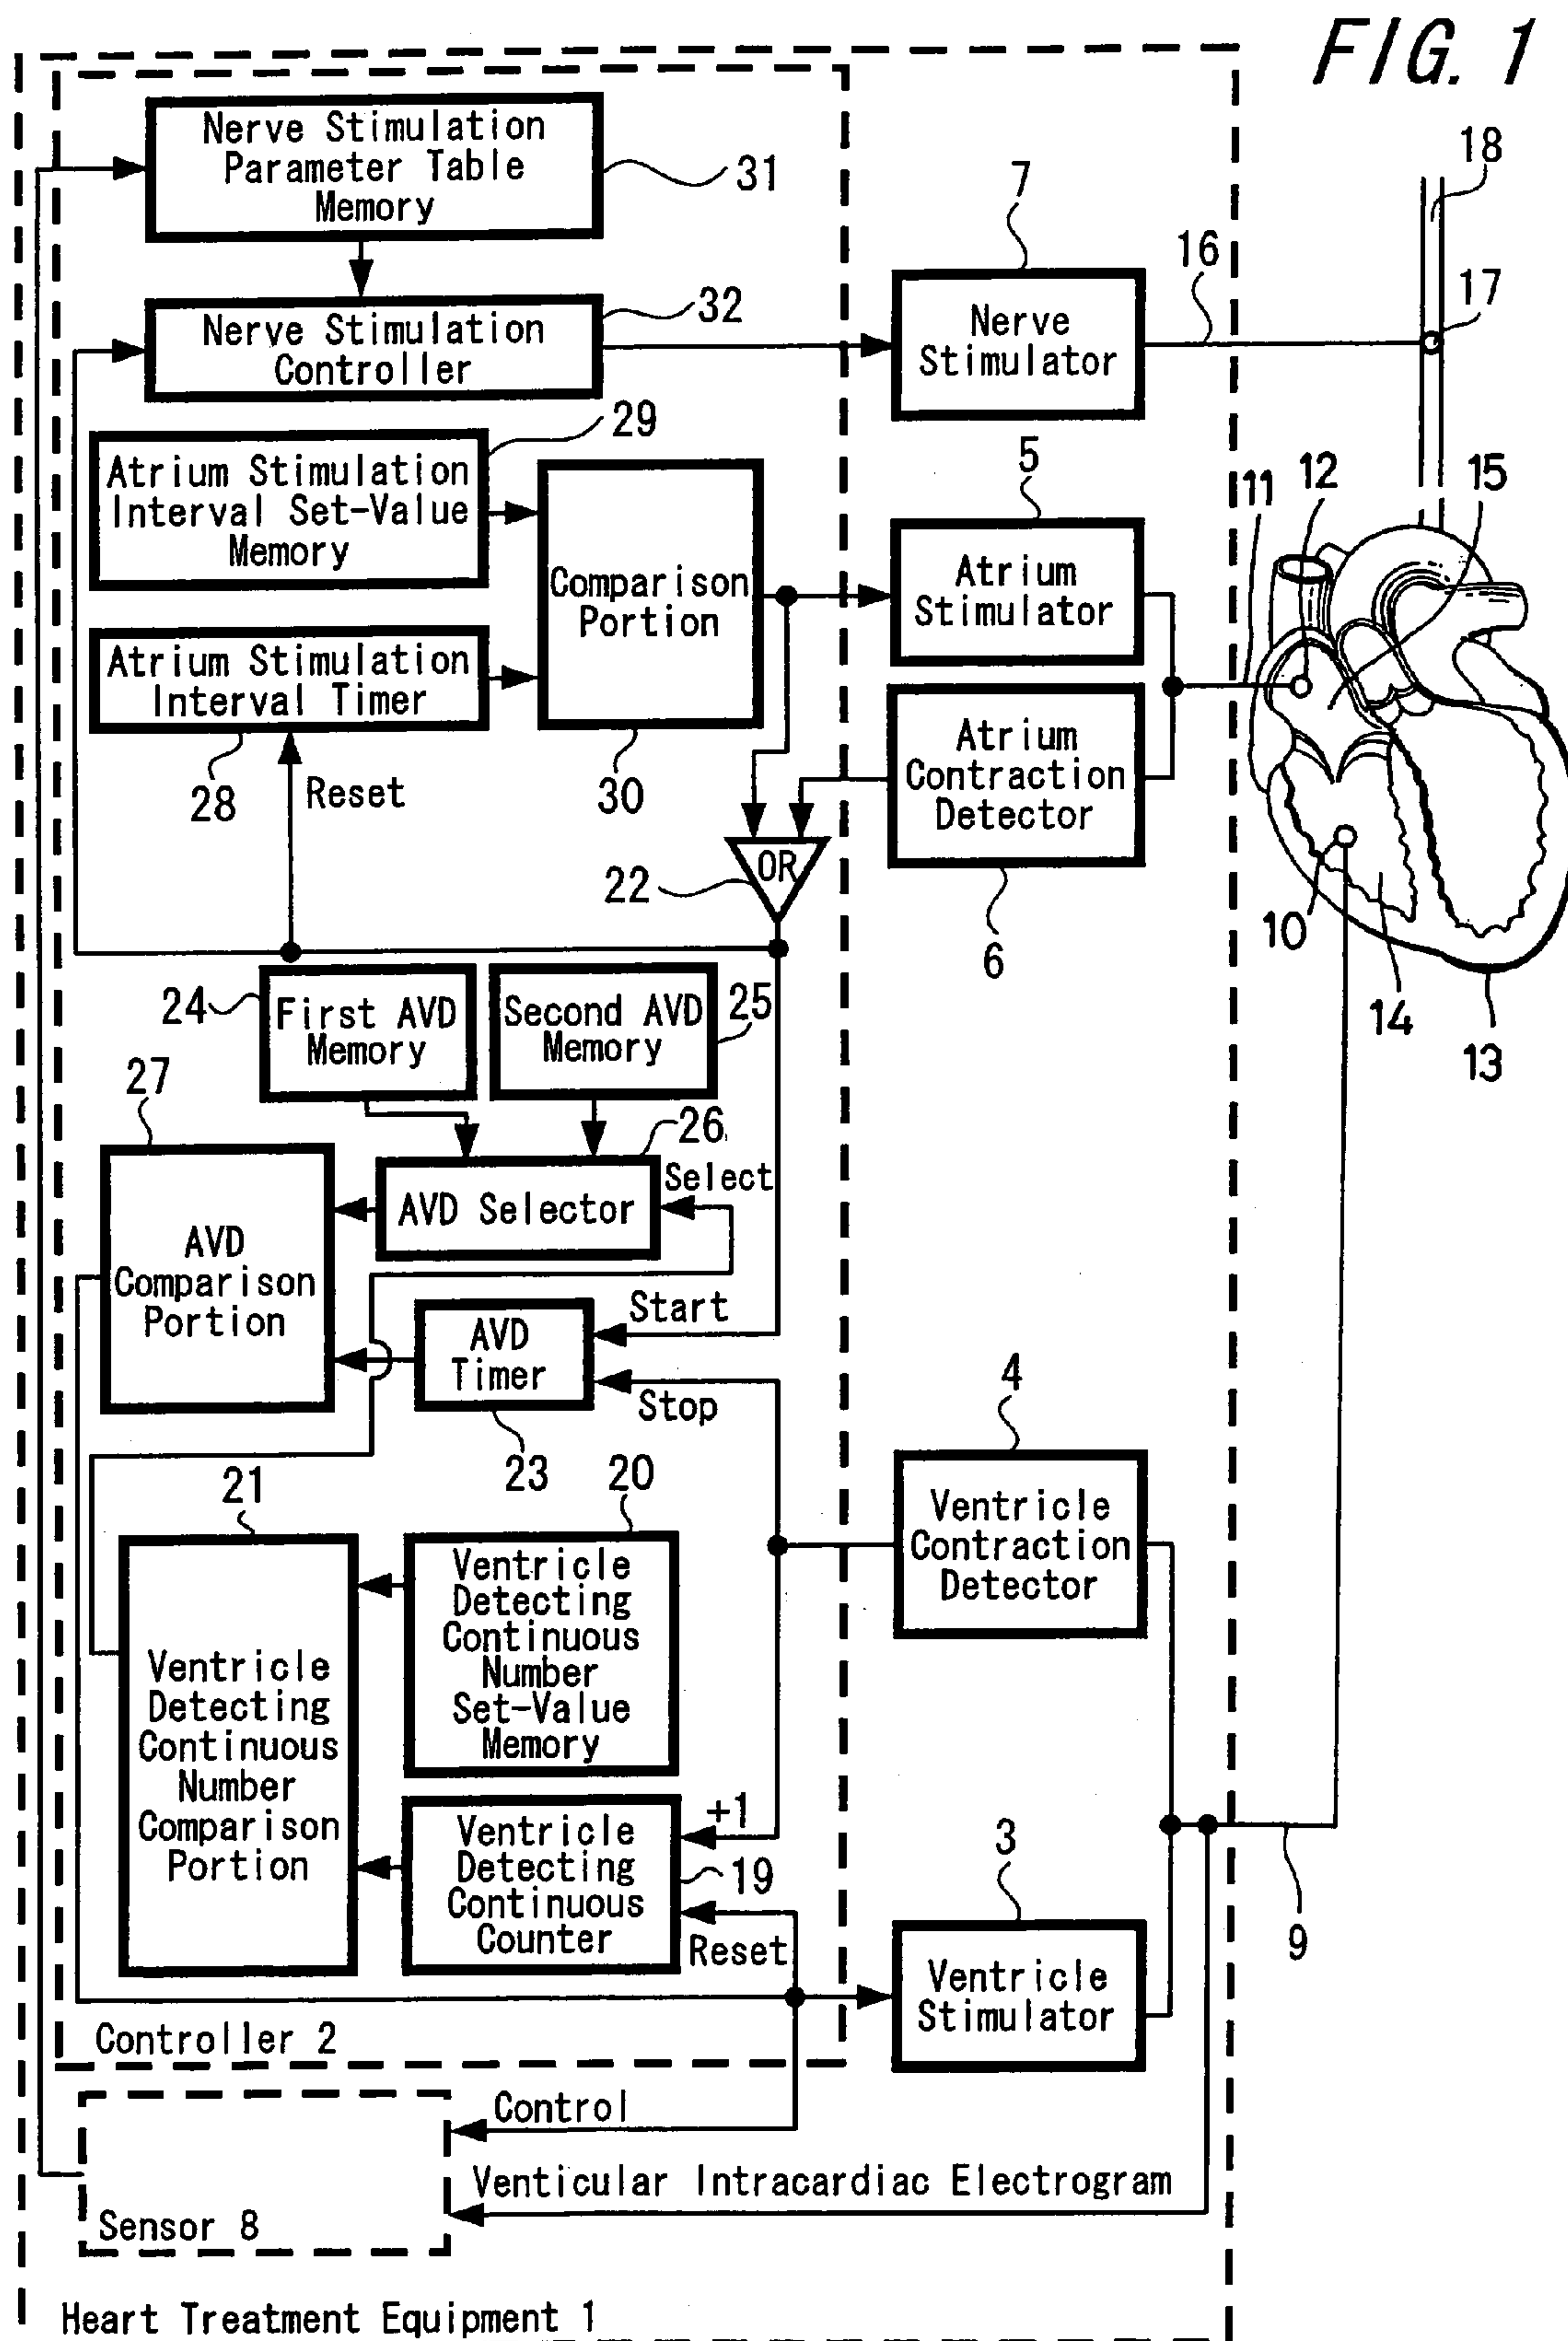 FIG. 1
Nerve Stimulation
Parameter Table
Memory
31
18
7
16
17
Nerve Stimulation
Controller
32
Nerve
Stimulator
29
Atrium Stimulation
Interval Set-Value
Memory
5
11
12
15
Comparison
Portion
Atrium
Stimulator
Atrium Stimulation
Interval Timer
28
Reset
30
Atrium
Contraction
Detector
OR
22
6
10
14
13
24
First AVD
Memory
Second AVD
Memory
25
27
26
Select
AVD Selector
AVD
Comparison
Portion
Start
AVD
Timer
Stop
23
4
21
20
Ventricle
Contraction
Detector
Ventricle
Detecting
Continuous
Number
Set-Value
Memory
Ventricle
Detecting
Continuous
Number
Comparison
Portion
+1
Ventricle
Detecting
Continuous
Counter
19
Reset
3
9
Ventricle
Stimulator
Controller 2
Control
Venticular Intracardiac Electrogram
Sensor 8
Heart Treatment Equipment 1